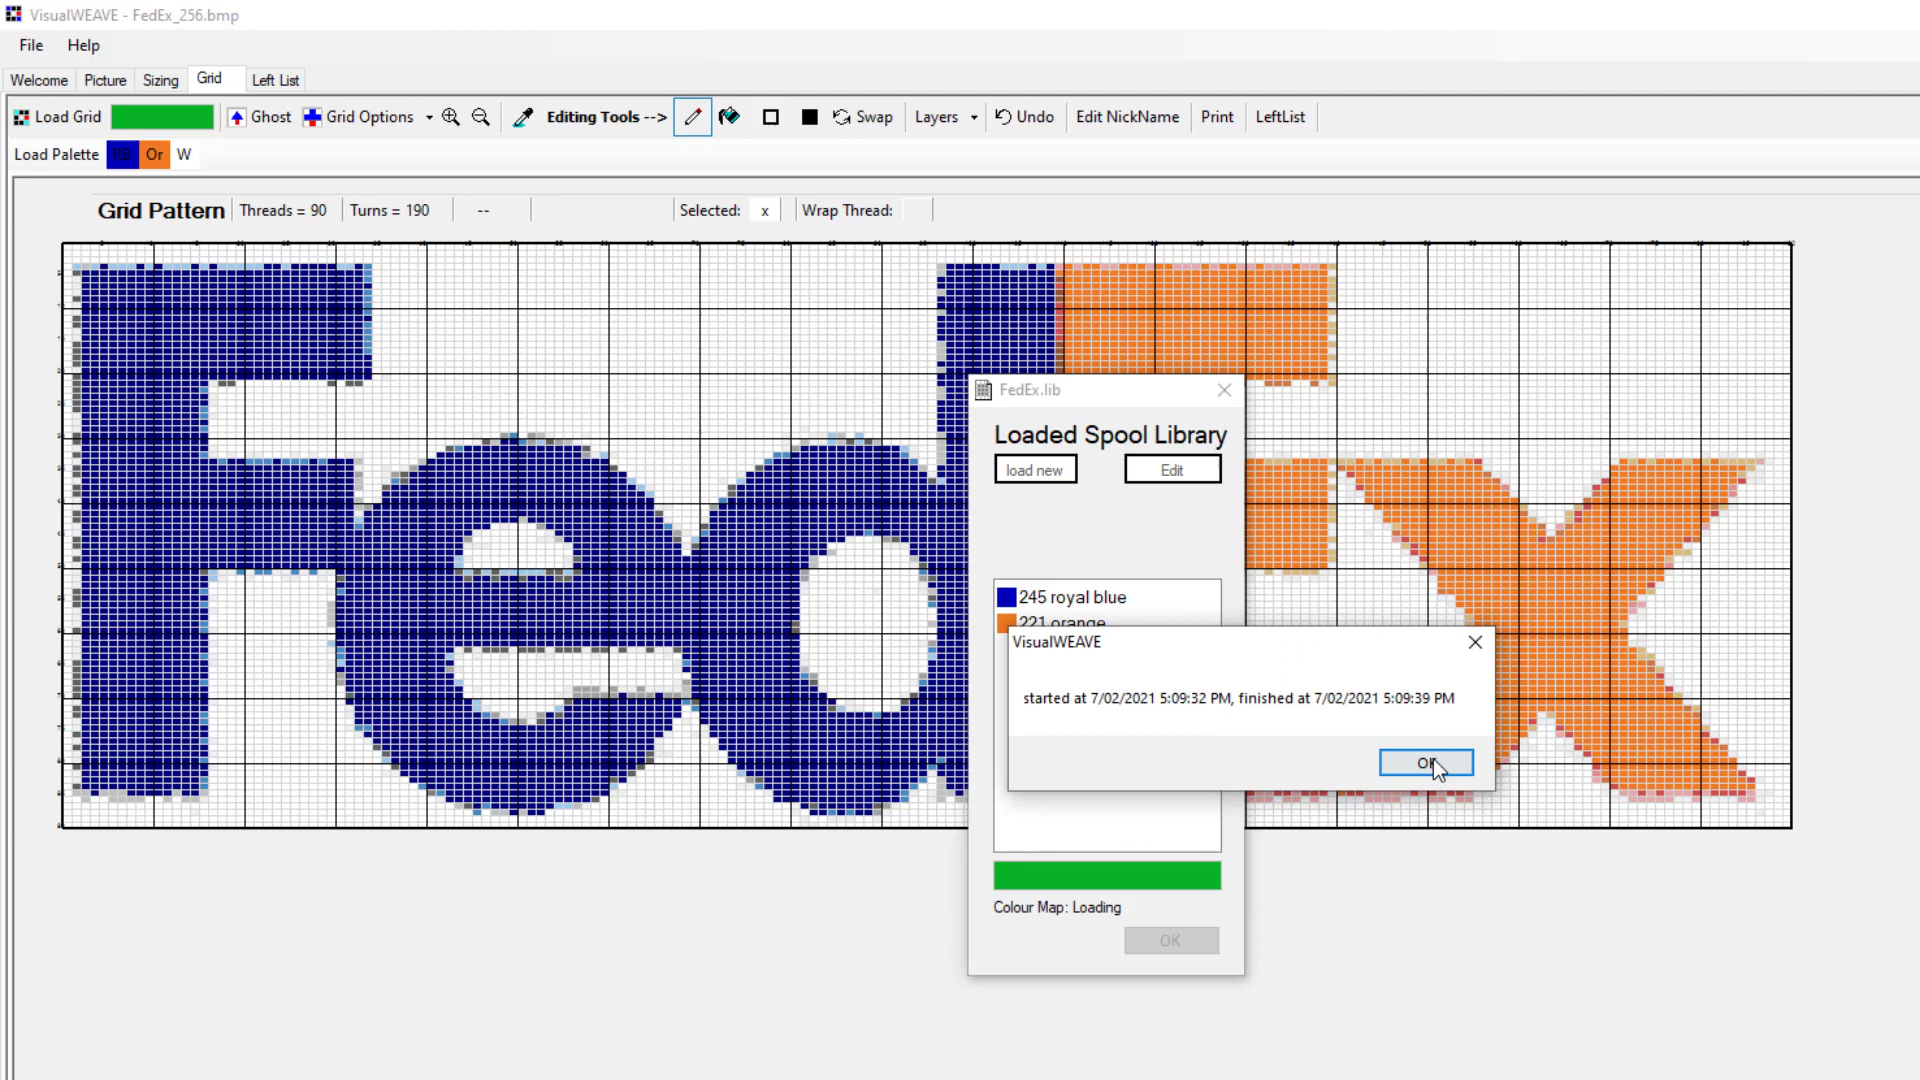 VisualWEAVE - FedEx_256.bmp
File Help
Welcome Picture Sizing Grid Left List
Load Grid Ghost Grid Options Editing Tools --> Swap Layers Undo Edit NickName Print LeftList
Load Palette RB Or W
Grid Pattern Threads = 90 Turns = 190 -- Selected: x Wrap Thread:
FedEx
FedEx.lib
Loaded Spool Library
load new Edit
245 royal blue
221 orange
VisualWEAVE
started at 7/02/2021 5:09:32 PM, finished at 7/02/2021 5:09:39 PM
OK
Colour Map: Loading
OK